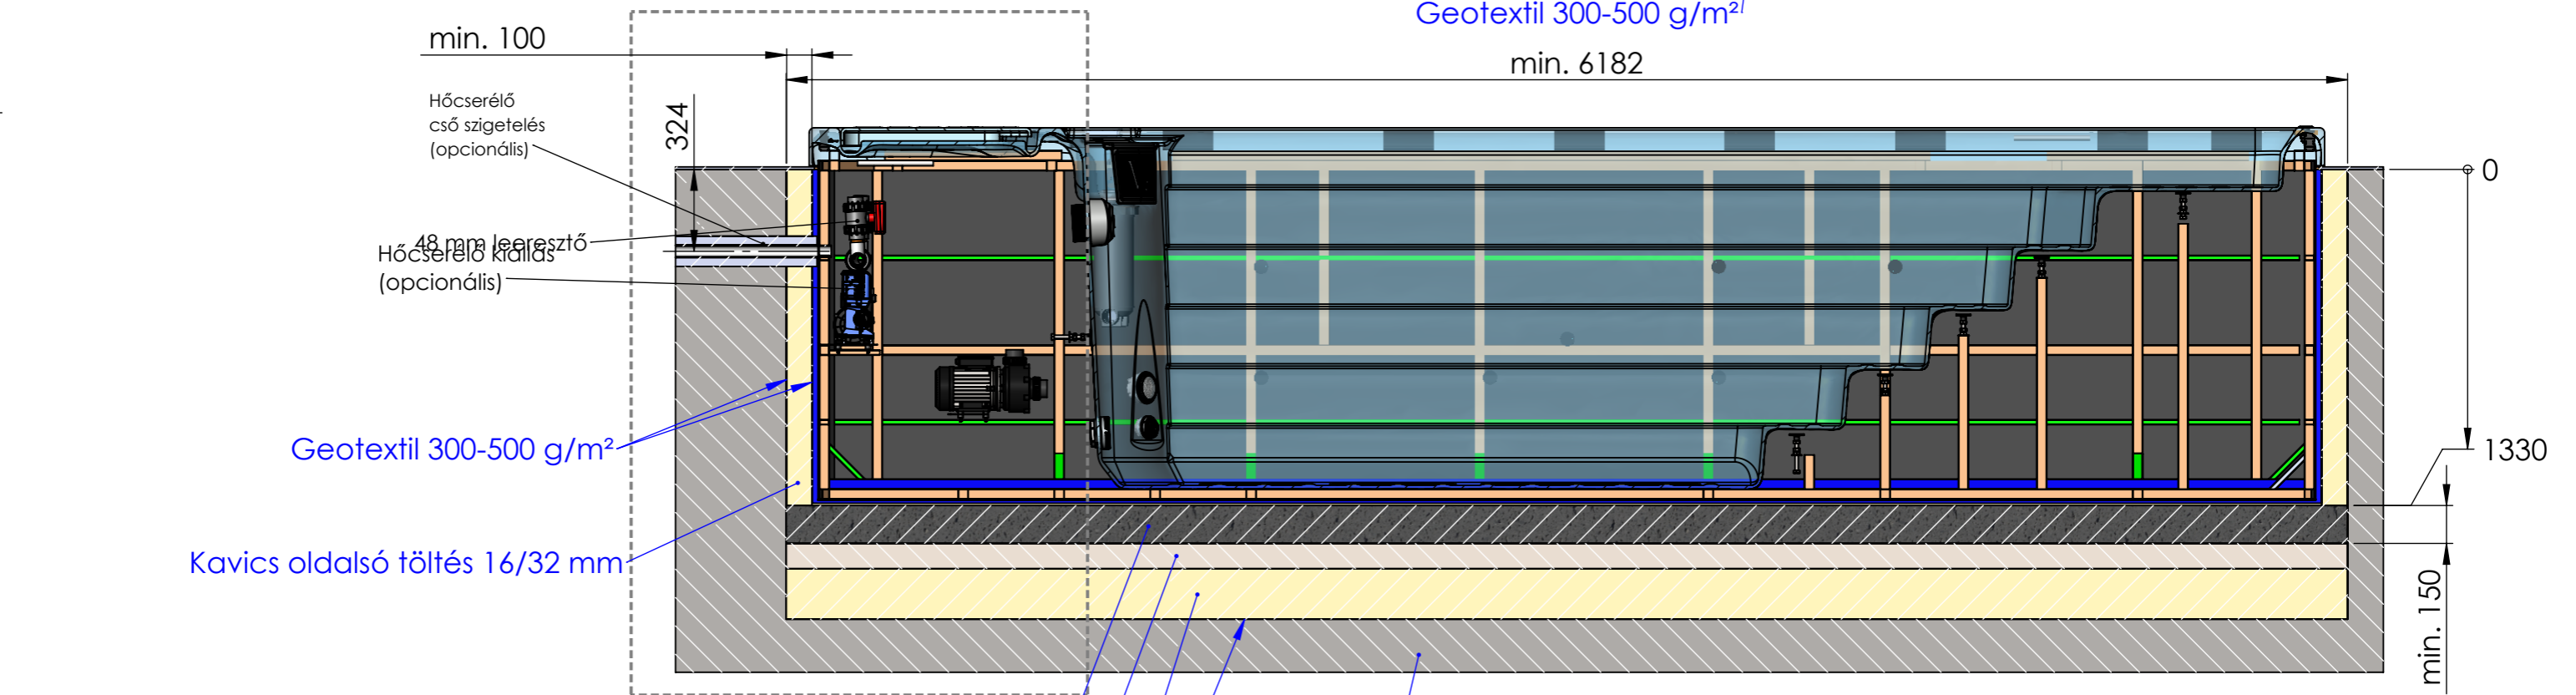 Geotextil 300-500 g/m²
min. 100
min. 6182
Hőcserélő
cső szigetelés
(opcionális)
324
0
48 mm leeresztő
Hőcserélő kiállás
(opcionális)
Geotextil 300-500 g/m²
1330
Kavics oldalsó töltés 16/32 mm
min. 150